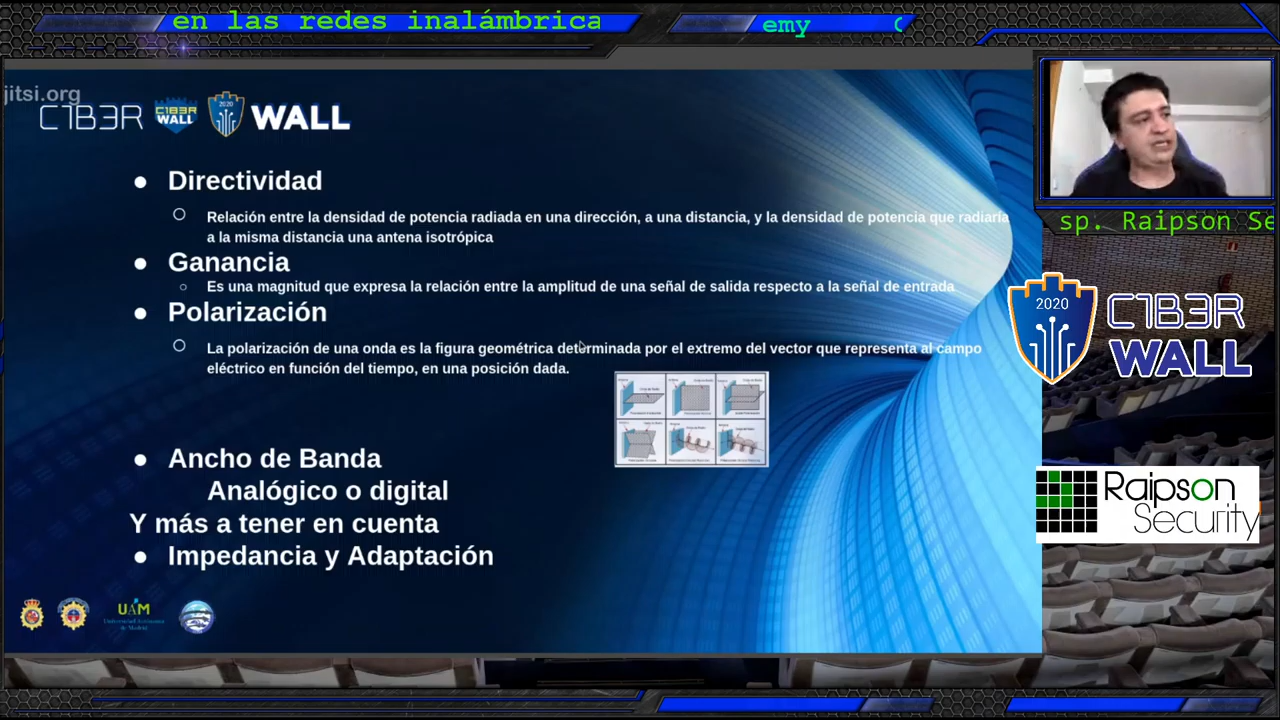 en las redes inalámbrica
emy
jitsi.org
C1B3R
C1B3R
WALL
2020
WALL
● Directividad
○ Relación entre la densidad de potencia radiada en una dirección, a una distancia, y la densidad de potencia que radiaría
a la misma distancia una antena isotrópica
● Ganancia
○ Es una magnitud que expresa la relación entre la amplitud de una señal de salida respecto a la señal de entrada
● Polarización
○ La polarización de una onda es la figura geométrica determinada por el extremo del vector que representa al campo
eléctrico en función del tiempo, en una posición dada.
● Ancho de Banda
Analógico o digital
Y más a tener en cuenta
● Impedancia y Adaptación
UAM
Universidad Autónoma
de Madrid
sp. Raipson Se
2020
C1B3R
WALL
Raipson
Security